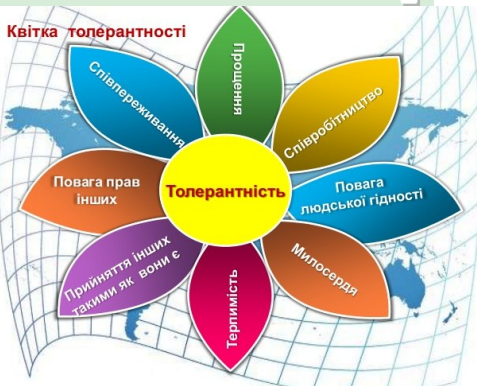 Квітка толерантності
Прощення
Співробітництво
Повага
людської гідності
Милосердя
Терпимість
Прийняття інших
такими як вони є
Повага прав
інших
Співпереживання
Толерантність